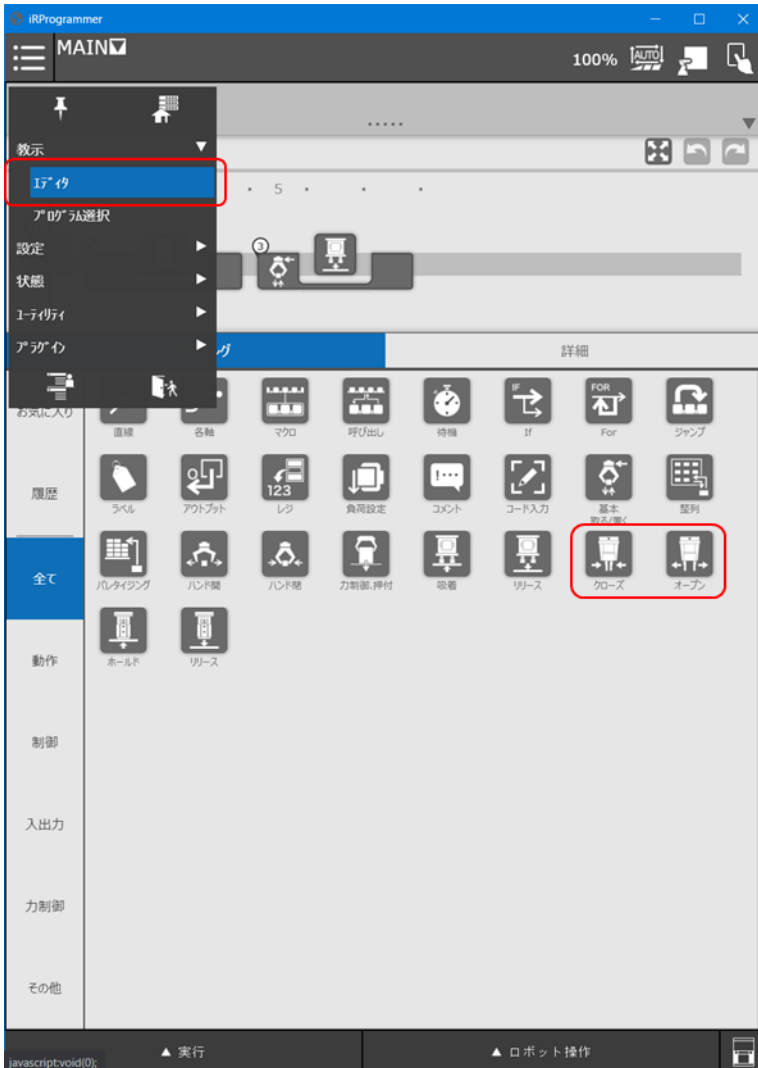 iRProgrammer
MAIN
100%
AUTO
教示
ｴﾃﾞｨﾀ
ﾌﾟﾛｸﾞﾗﾑ選択
設定
状態
ﾕｰﾃｨﾘﾃｨ
ﾌﾟﾗｸﾞｲﾝ
5
3
グ
詳細
お気に入り
履歴
全て
動作
制御
入出力
力制御
その他
直線
各軸
マクロ
呼び出し
待機
IF
If
FOR
For
ジャンプ
ラベル
アウトプット
123
レジ
負荷設定
コメント
コード入力
基本
取る/置く
整列
パレタイジング
ハンド開
ハンド閉
力制御.押付
吸着
リリース
クローズ
オープン
ホールド
リリース
▲ 実行
▲ ロボット操作
javascript:void(0);